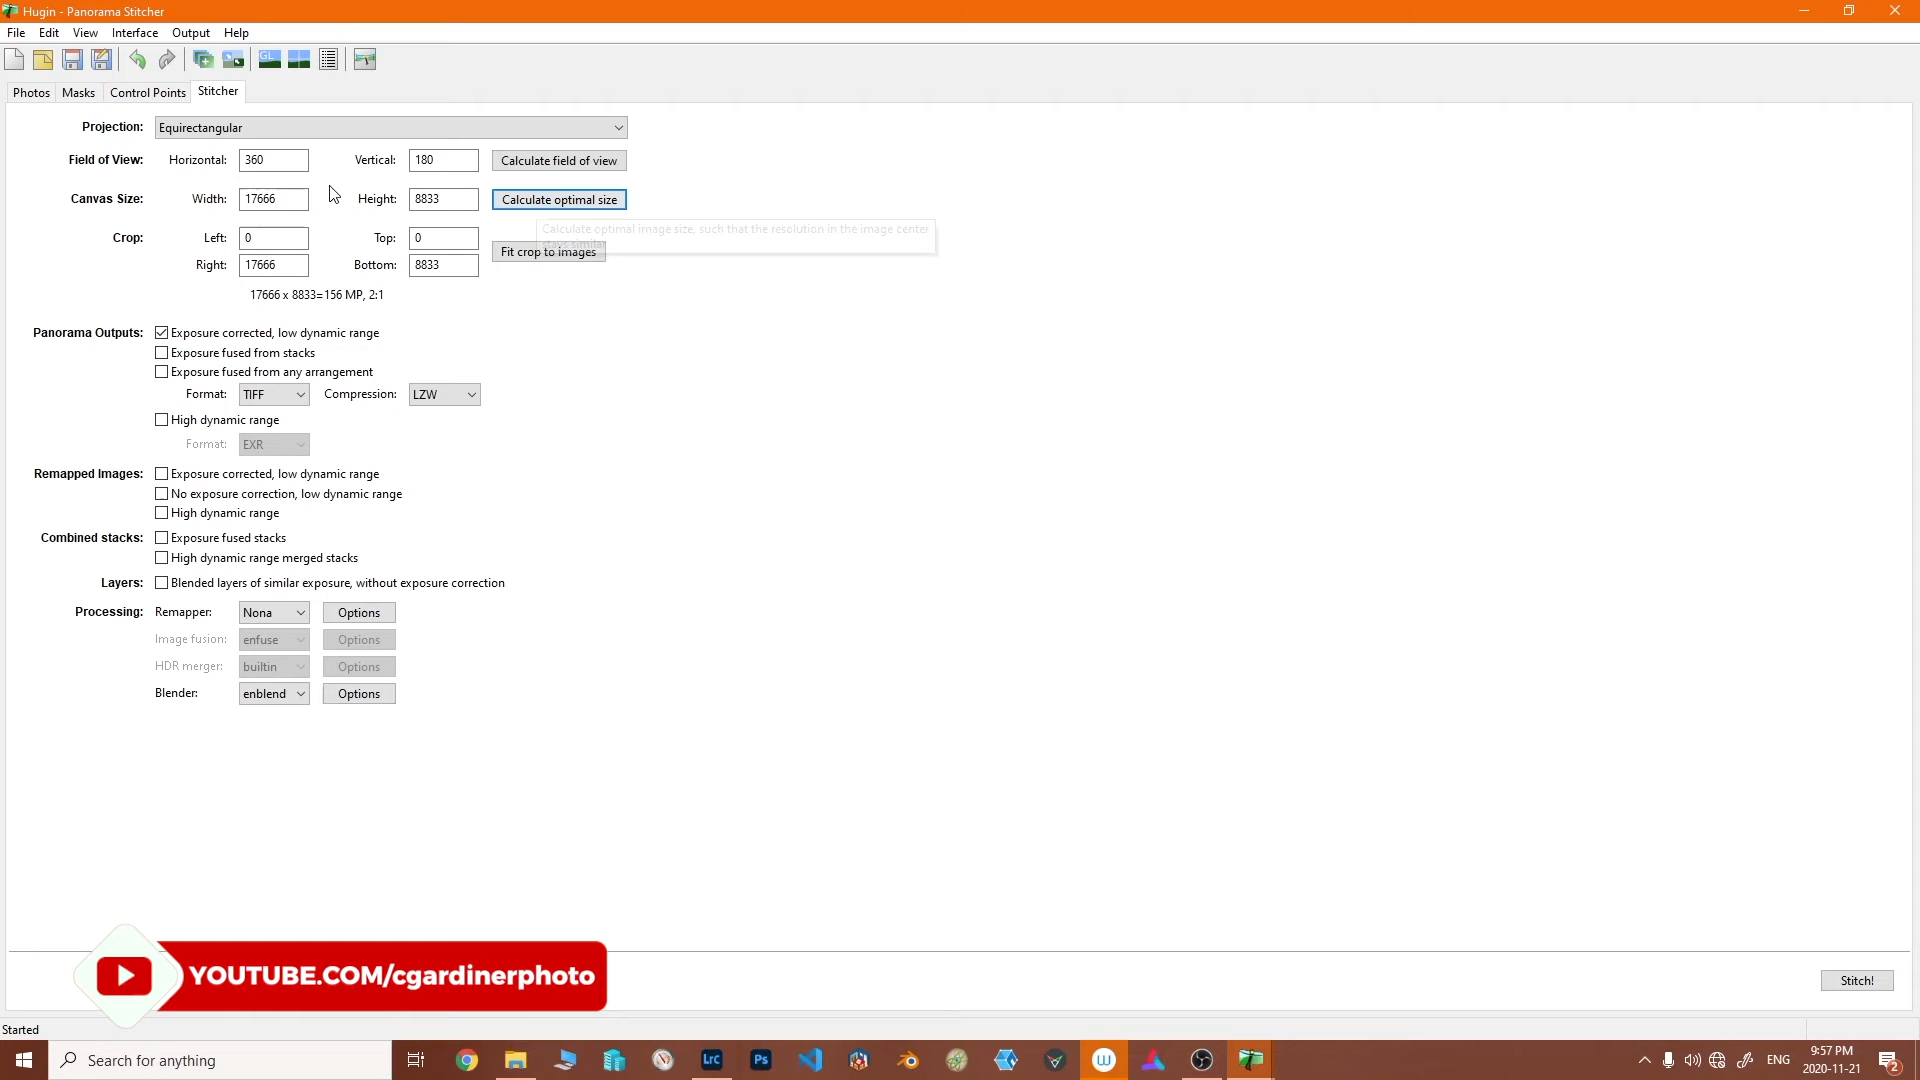 Hugin - Panorama Stitcher
File Edit View Interface Output Help
GL
Photos Masks Control Points Stitcher
Projection: Equirectangular
Field of View: Horizontal: 360 Vertical: 180 Calculate field of view
Canvas Size: Width: 17666 Height: 8833 Calculate optimal size
Calculate optimal image size, such that the resolution in the image center
stays similar
Crop: Left: 0 Top: 0
Fit crop to images
Right: 17666 Bottom: 8833
17666 x 8833=156 MP, 2:1
Panorama Outputs: Exposure corrected, low dynamic range
Exposure fused from stacks
Exposure fused from any arrangement
Format: TIFF Compression: LZW
High dynamic range
Format: EXR
Remapped Images: Exposure corrected, low dynamic range
No exposure correction, low dynamic range
High dynamic range
Combined stacks: Exposure fused stacks
High dynamic range merged stacks
Layers: Blended layers of similar exposure, without exposure correction
Processing: Remapper: Nona Options
Image fusion: enfuse Options
HDR merger: builtin Options
Blender: enblend Options
YOUTUBE.COM/cgardinerphoto
Stitch!
Started
Search for anything
Lrc Ps W ENG 9:57 PM
2020-11-21 2